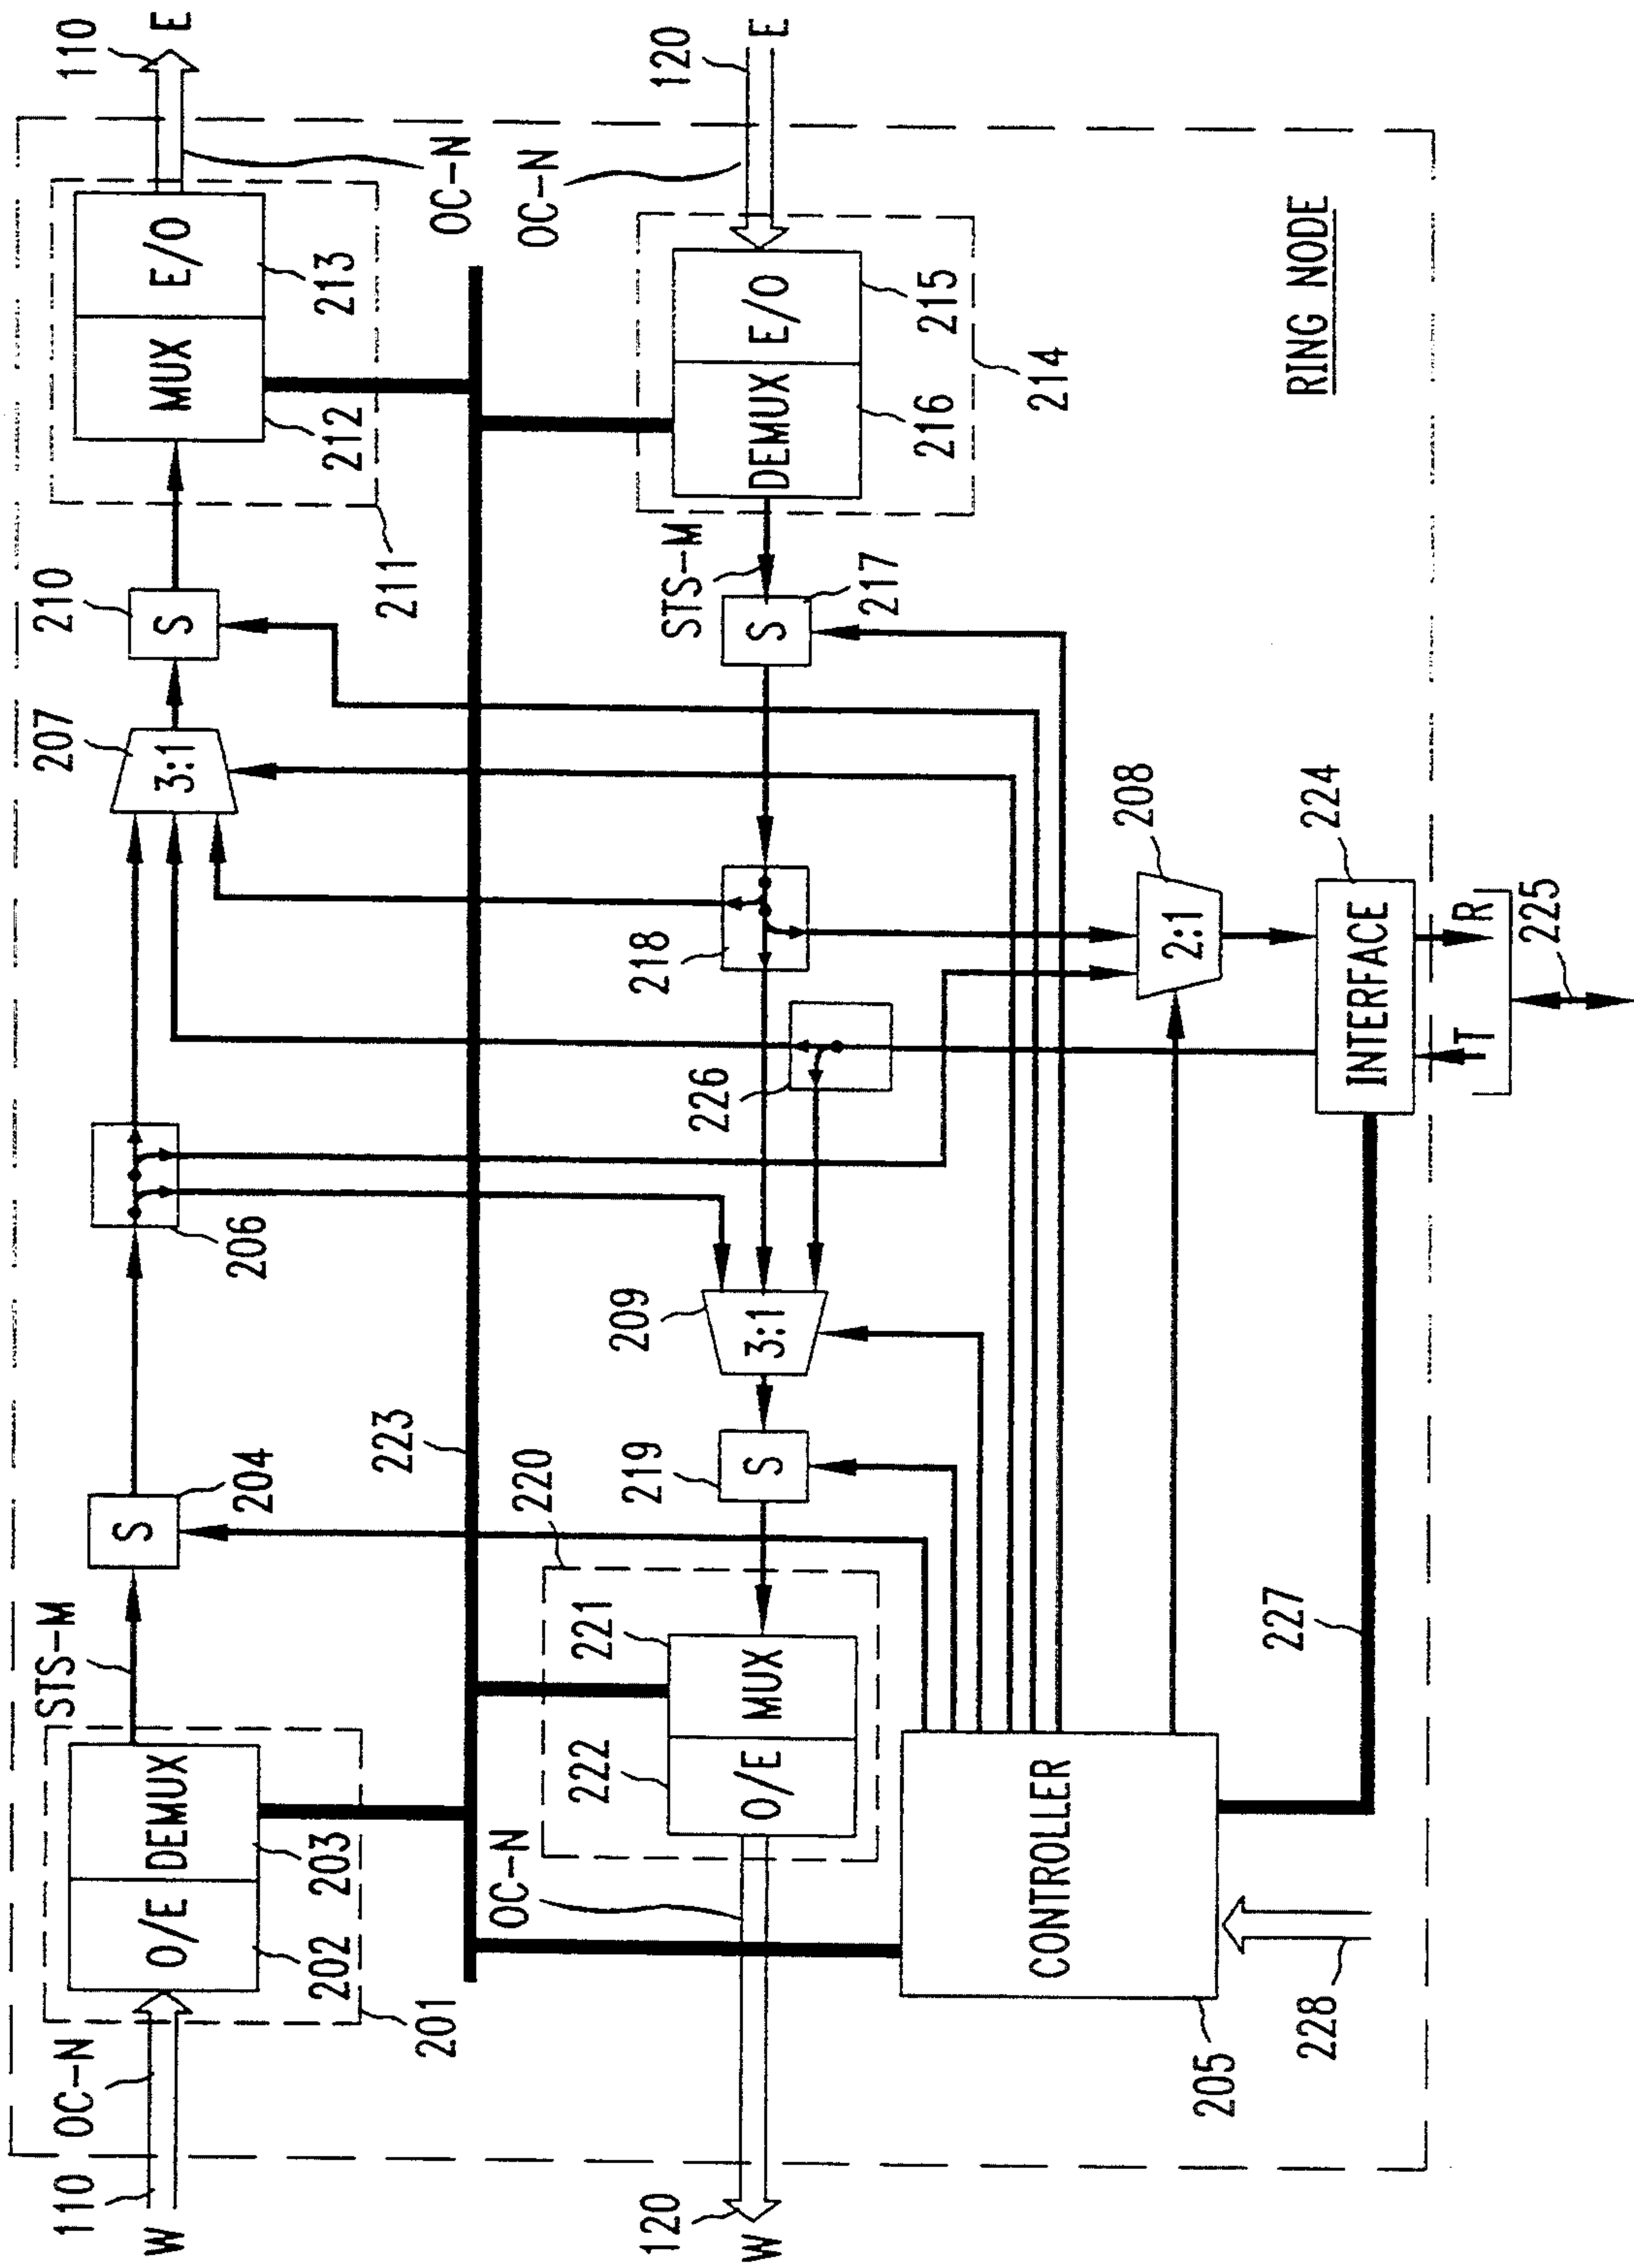 110 E
OC-N
MUX E/O
212 213
211
210
S
207
3:1
206
204
S
STS-M
O/E DEMUX
202 203
201
OC-N
110
W
223
120 E
OC-N
DEMUX E/O
216 215
214
STS-M
S
217
218
226
209
3:1
219
S
220
221
222
O/E MUX
OC-N
120
W
208
2:1
224
INTERFACE
T R
225
CONTROLLER
205
227
228
RING NODE